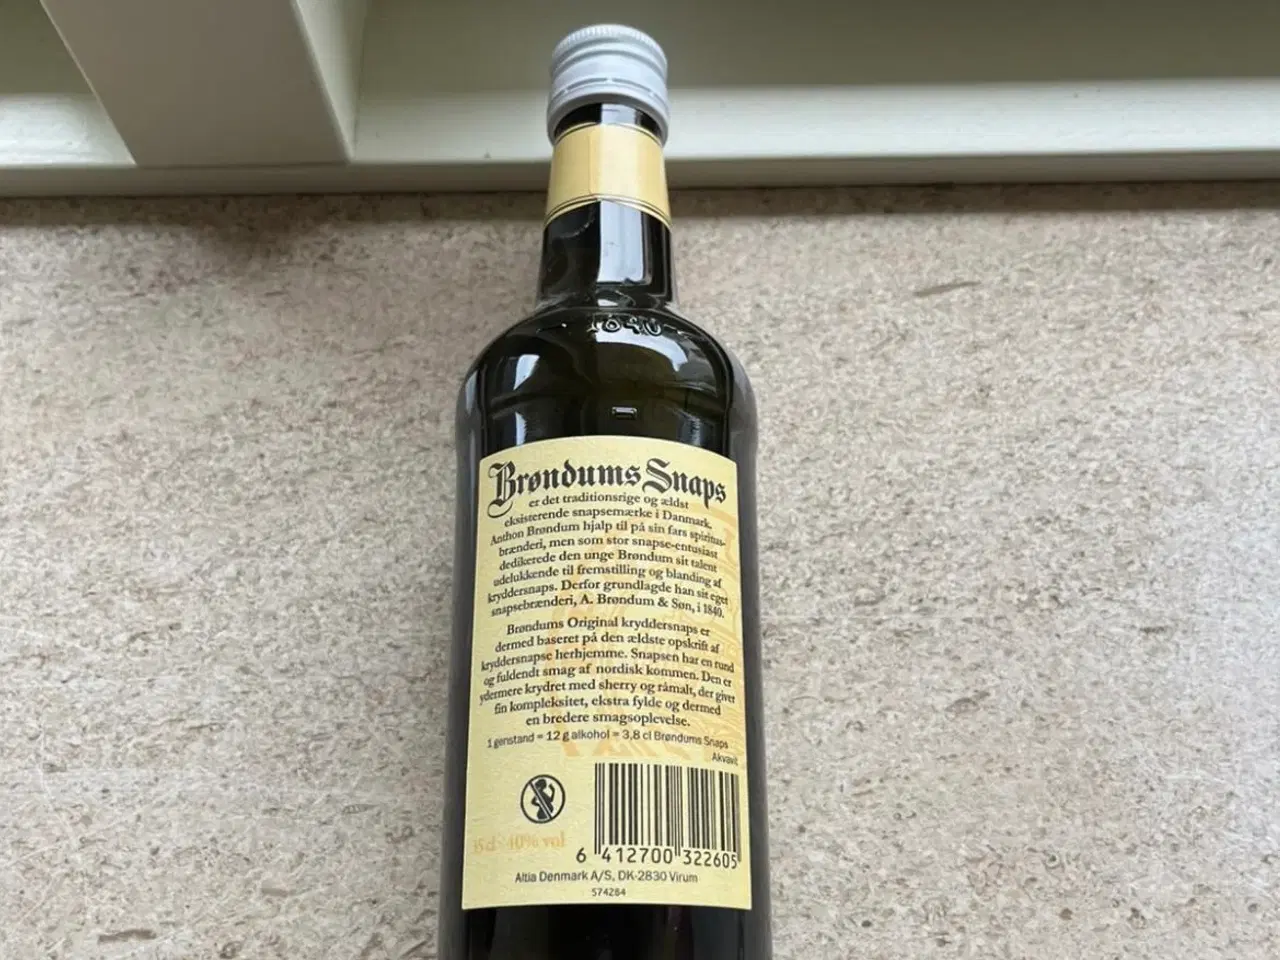 1840
Brøndums Snaps
er det traditionsrige og ældst
eksisterende snapsemærke i Danmark.
Anthon Brøndum hjalp til på sin fars spiritus-
brænderi, men som stor snapse-entusiast
dedikerede den unge Brøndum sit talent
udelukkende til fremstilling og blanding af
kryddersnaps. Derfor grundlagde han sit eget
snapsebrænderi, A. Brøndum & Søn, i 1840.
Brøndums Original kryddersnaps er
dermed baseret på den ældste opskrift af
kryddersnapse herhjemme. Snapsen har en rund
og fuldendt smag af nordisk kommen. Den er
ydermere krydret med sherry og råmalt, der giver
fin kompleksitet, ekstra fylde og dermed
en bredere smagsoplevelse.
1 genstand = 12 g alkohol = 3,8 cl Brøndums Snaps
Akvavit
35 cl 40% vol
6 412700 322605
Altia Denmark A/S, DK-2830 Virum
574284